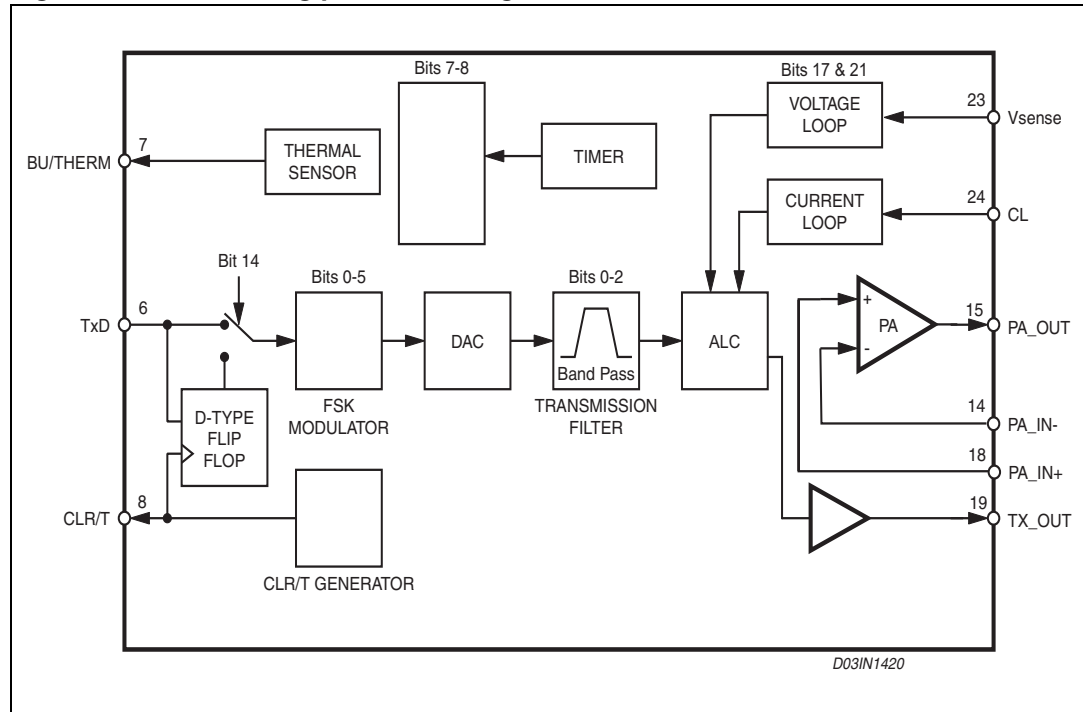 Bits 7-8
Bits 17 & 21
VOLTAGE
LOOP
23
Vsense
7
BU/THERM
THERMAL
SENSOR
TIMER
CURRENT
LOOP
24
CL
Bit 14
Bits 0-5
Bits 0-2
6
TxD
DAC
Band Pass
ALC
+
PA
-
15
PA_OUT
FSK
MODULATOR
TRANSMISSION
FILTER
D-TYPE
FLIP
FLOP
14
PA_IN-
18
PA_IN+
8
CLR/T
19
TX_OUT
CLR/T GENERATOR
D03IN1420